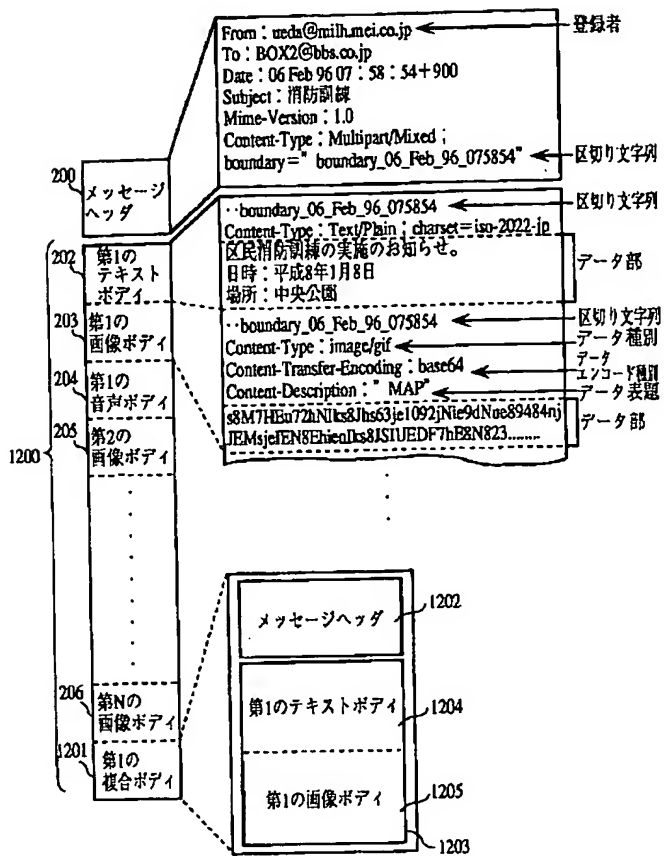 From：ueda@milh.mei.co.jp
登録者
To：BOX2@bbs.co.jp
Date：06 Feb 96 07：58：54+900
Subject：消防訓練
Mime-Version：1.0
Content-Type：Multipart/Mixed；
boundary="boundary_06_Feb_96_075854"
区切り文字列
200
メッセージ
ヘッダ
--boundary_06_Feb_96_075854
区切り文字列
Content-Type：Text/Plain；charset=iso-2022-jp
区民消防訓練の実施のお知らせ。
日時：平成8年1月8日
場所：中央公園
データ部
--boundary_06_Feb_96_075854
区切り文字列
Content-Type：image/gif
データ種別
Content-Transfer-Encoding：base64
データ
エンコード種別
Content-Description："MAP"
データ表題
データ部
1200
202
第1の
テキスト
ボディ
203
第1の
画像ボディ
204
第1の
音声ボディ
205
第2の
画像ボディ
206
第Nの
画像ボディ
1201
第1の
複合ボディ
メッセージヘッダ
1202
第1のテキストボディ
1204
第1の画像ボディ
1205
1203